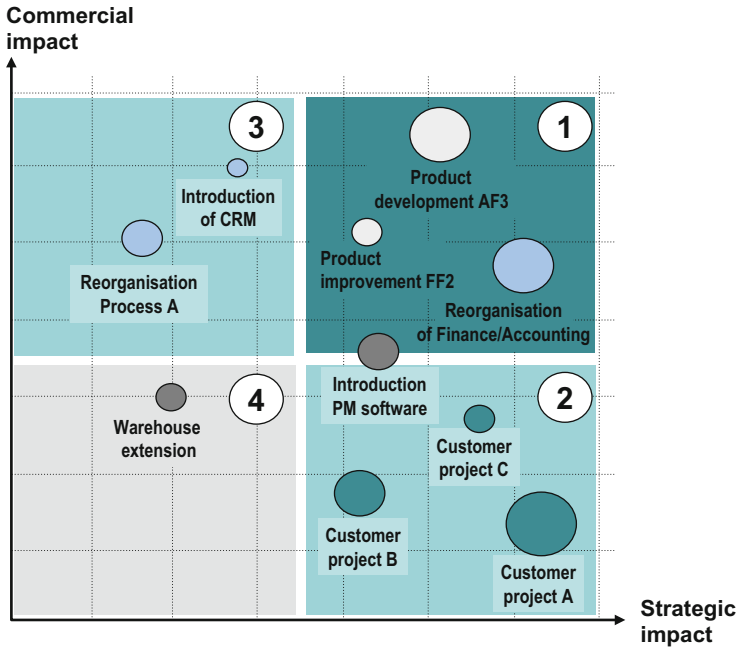 Commercial
impact
3
1
Introduction
of CRM
Product
development AF3
Reorganisation
Process A
Product
improvement FF2
Reorganisation
of Finance/Accounting
4
2
Introduction
PM software
Warehouse
extension
Customer
project C
Customer
project B
Customer
project A
Strategic
impact